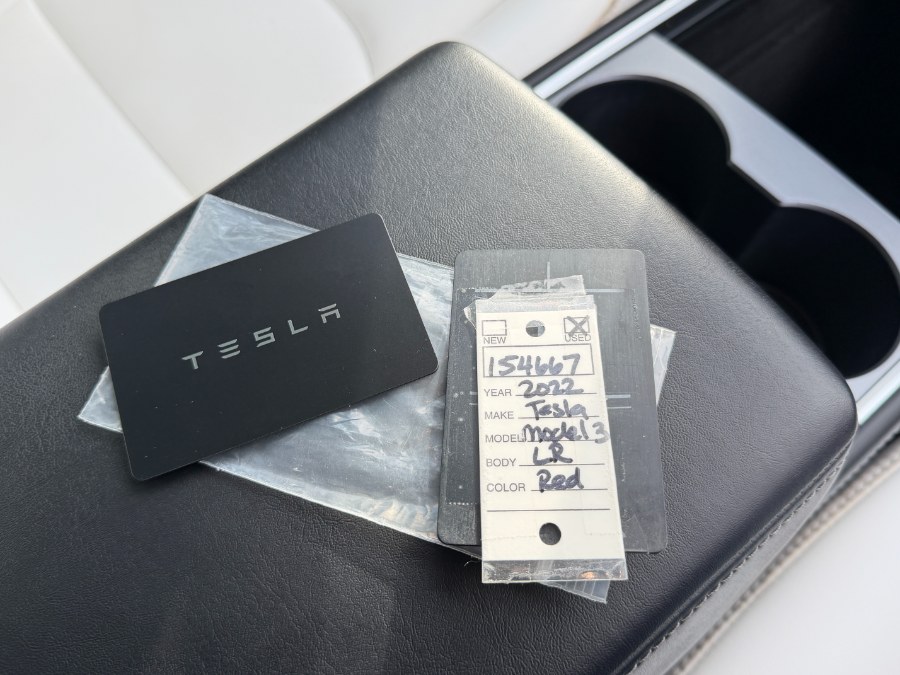 TESLA
NEW USED
154667
YEAR 2022
MAKE Tesla
MODEL Model 3
BODY LR
COLOR Red